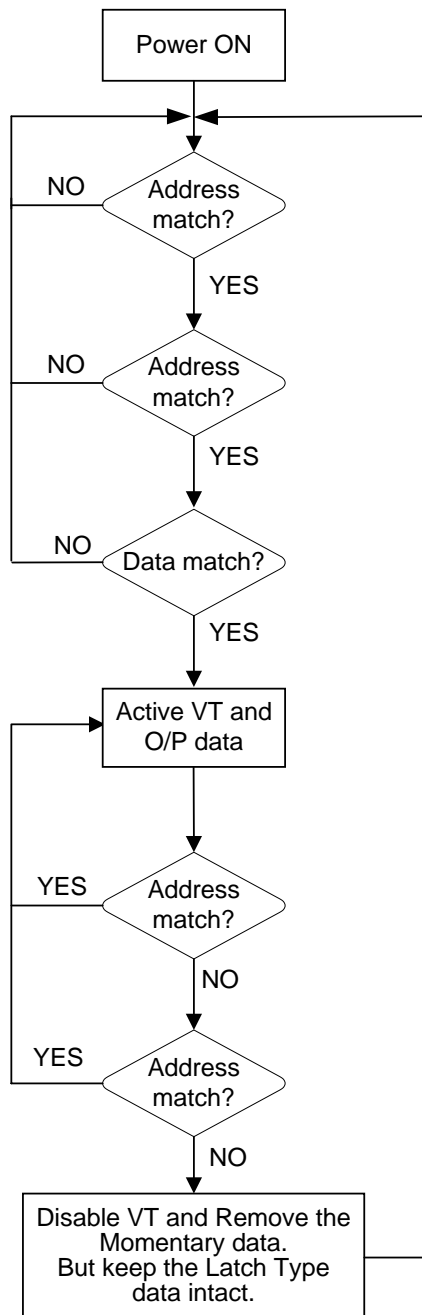 Power ON
NO
Address
match?
YES
NO
Address
match?
YES
NO
Data match?
YES
Active VT and
O/P data
YES
Address
match?
NO
YES
Address
match?
NO
Disable VT and Remove the
Momentary data.
But keep the Latch Type
data intact.